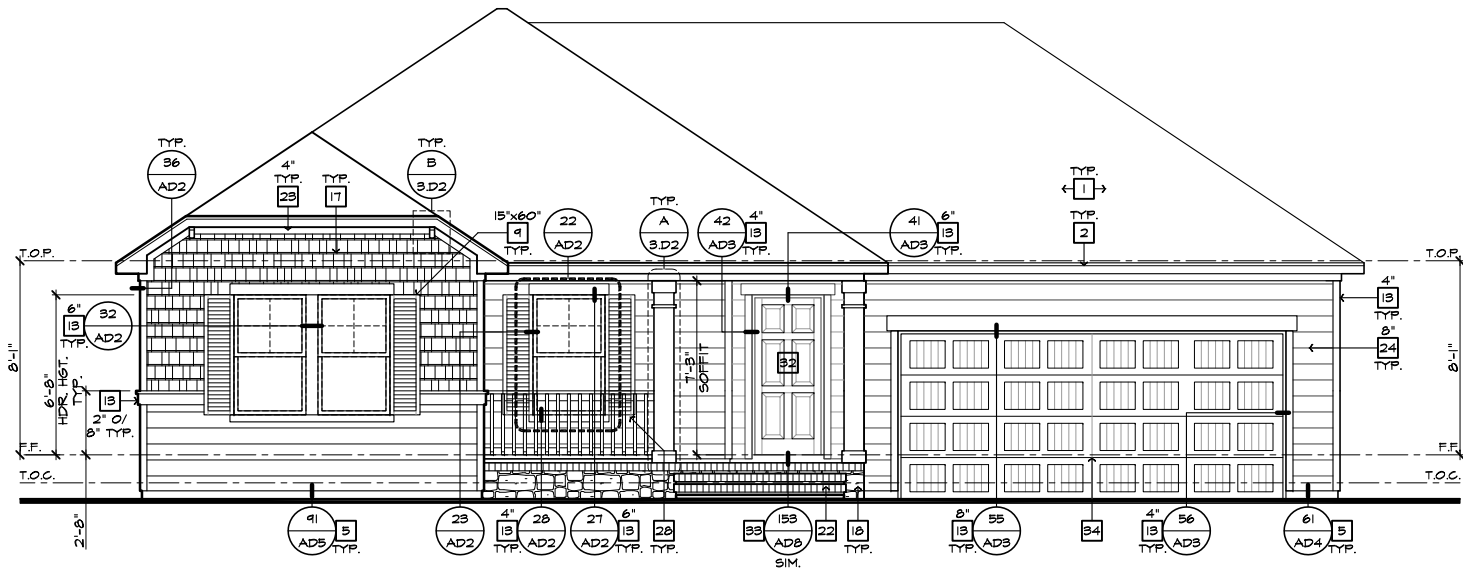 TYP.
36
AD2
4"
TYP.
23
TYP.
17
TYP.
B
3.D2
15"x60"
9
TYP.
22
AD2
TYP.
A
3.D2
42
AD3
4"
13
TYP.
41
AD3
6"
13
TYP.
TYP.
1
TYP.
2
T.O.P.
T.O.P.
6"
13
TYP.
32
AD2
4"
13
TYP.
8"
24
TYP.
8'-1"
6'-8"
HDR. HGT.
TYP.
13
2" O/
8" TYP.
7'-3"
SOFFIT
32
8'-1"
F.F.
F.F.
T.O.C.
T.O.C.
2'-8"
91
AD5
5
TYP.
23
AD2
4"
13
TYP.
28
AD2
27
AD2
6"
13
TYP.
28
TYP.
33
153
AD8
SIM.
22
18
TYP.
8"
13
TYP.
55
AD3
34
4"
13
TYP.
56
AD3
61
AD4
5
TYP.